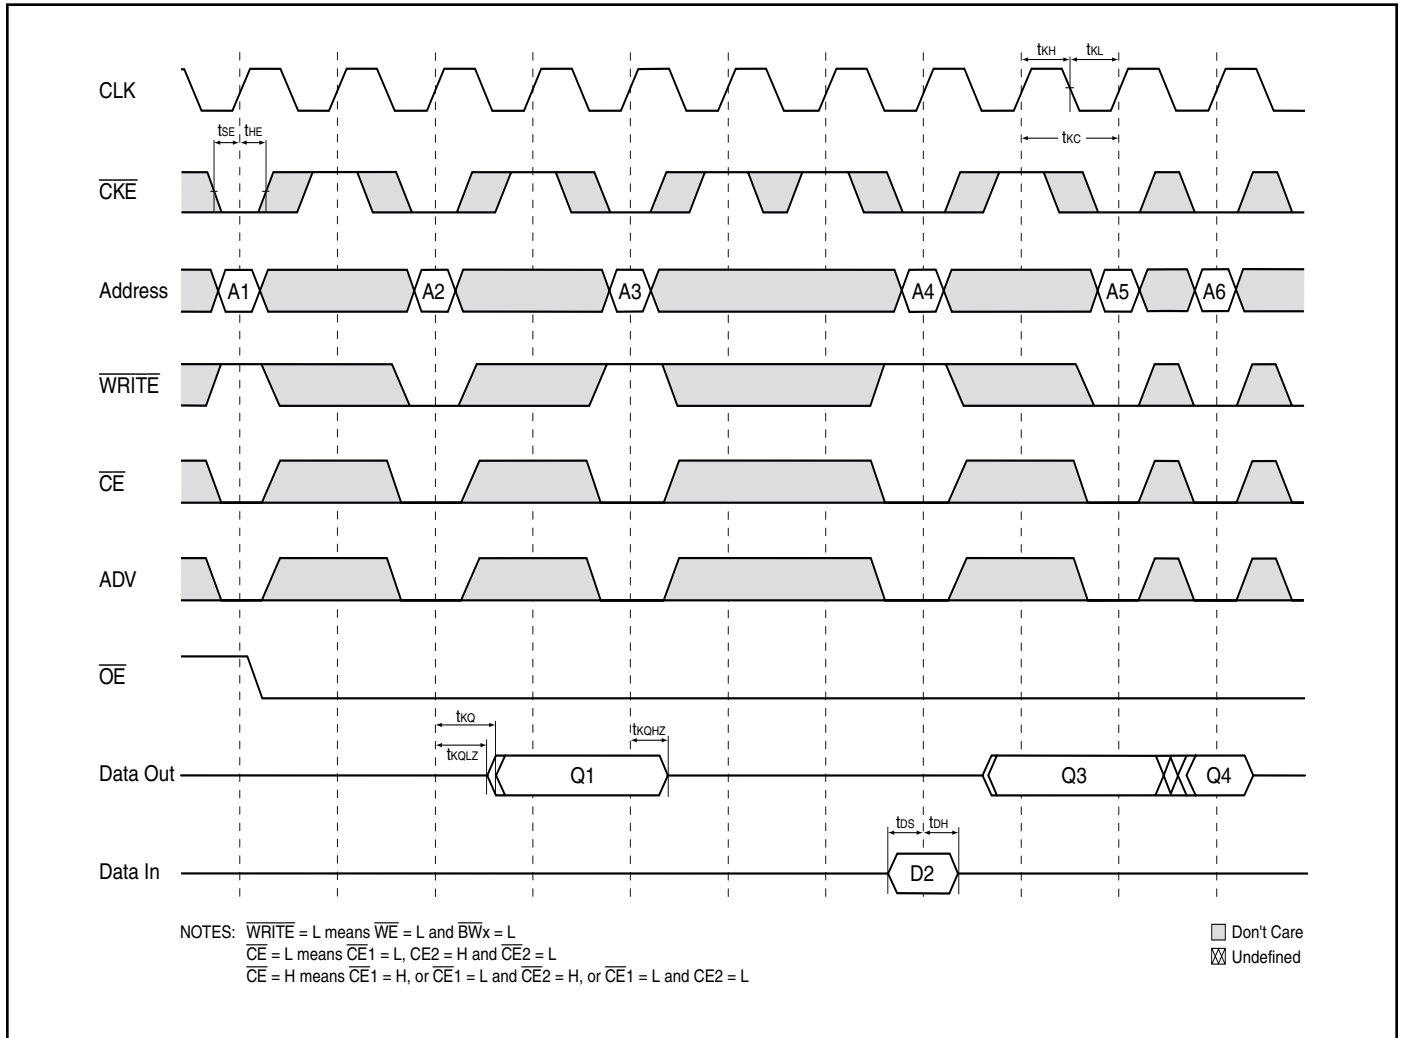 tKH tKL
CLK
tSE tHE
tKC
CKE
Address A1 A2 A3 A4 A5 A6
WRITE
CE
ADV
OE
tKQ
tKQHZ
tKQLZ
Data Out Q1 Q3 Q4
tDS tDH
Data In D2
NOTES: WRITE = L means WE = L and BWx = L
CE = L means CE1 = L, CE2 = H and CE2 = L
CE = H means CE1 = H, or CE1 = L and CE2 = H, or CE1 = L and CE2 = L
Don't Care
Undefined